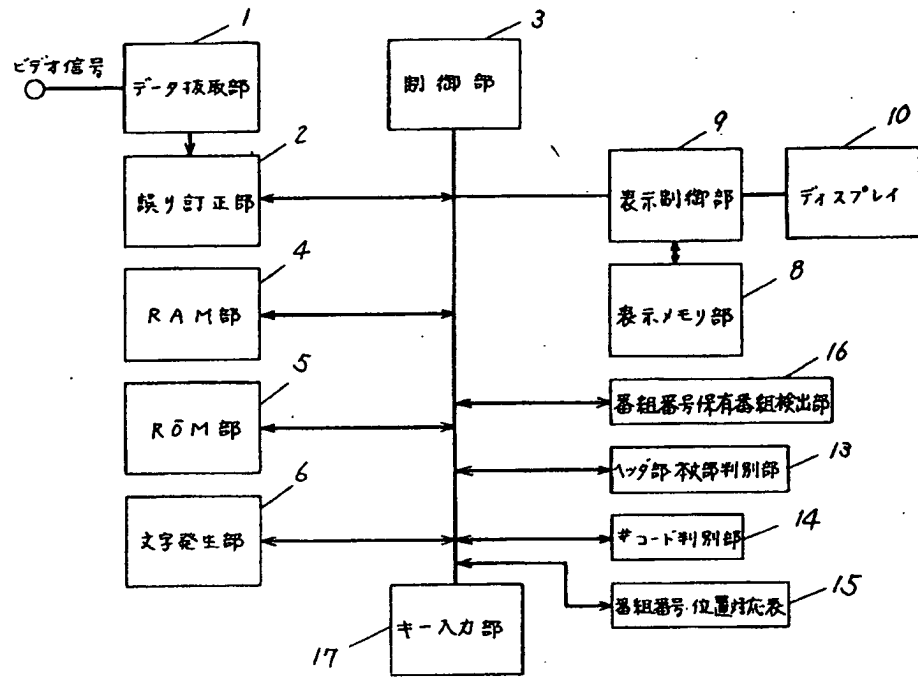 1
3
ビデオ信号
データ抜取部
制御部
2
9
10
誤り訂正部
表示制御部
ディスプレイ
4
8
RAM部
表示メモリ部
5
16
番組番号保有番組検出部
ROM部
13
ヘッダ部・本文部判別部
6
14
文字発生部
#コード判別部
15
番組番号・位置対応表
17
キー入力部